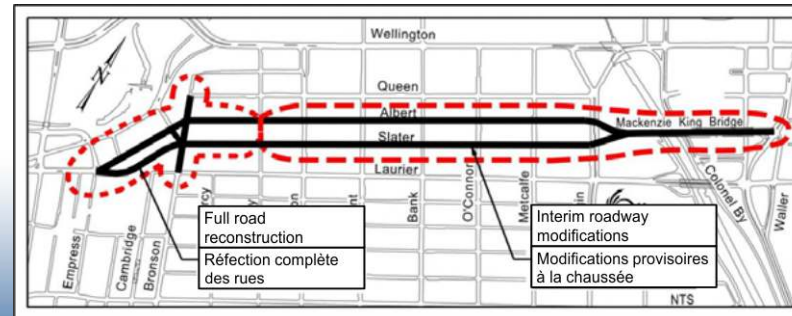 Wellington
N
Queen
Albert
Mackenzie King Bridge
Slater
Laurier
Empress
Cambridge
Bronson
Bank
O'Connor
Metcalfe
Colonel By
Waller
Full road
reconstruction
Réfection complète
des rues
Interim roadway
modifications
Modifications provisoires
à la chaussée
NTS